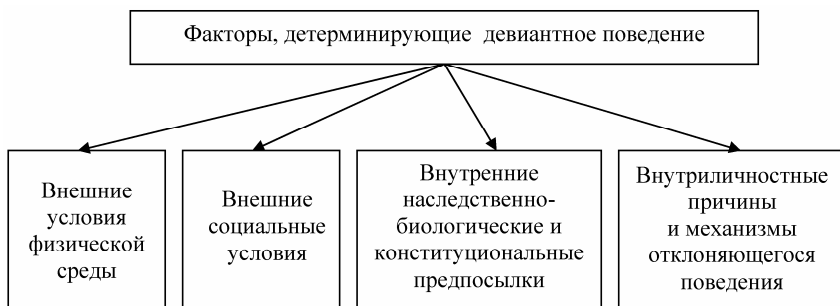 Факторы, детерминирующие девиантное поведение
Внешние
условия
физической
среды
Внешние
социальные
условия
Внутренние
наследственно-
биологические и
конституциональные
предпосылки
Внутриличностные
причины
и механизмы
отклоняющегося
поведения